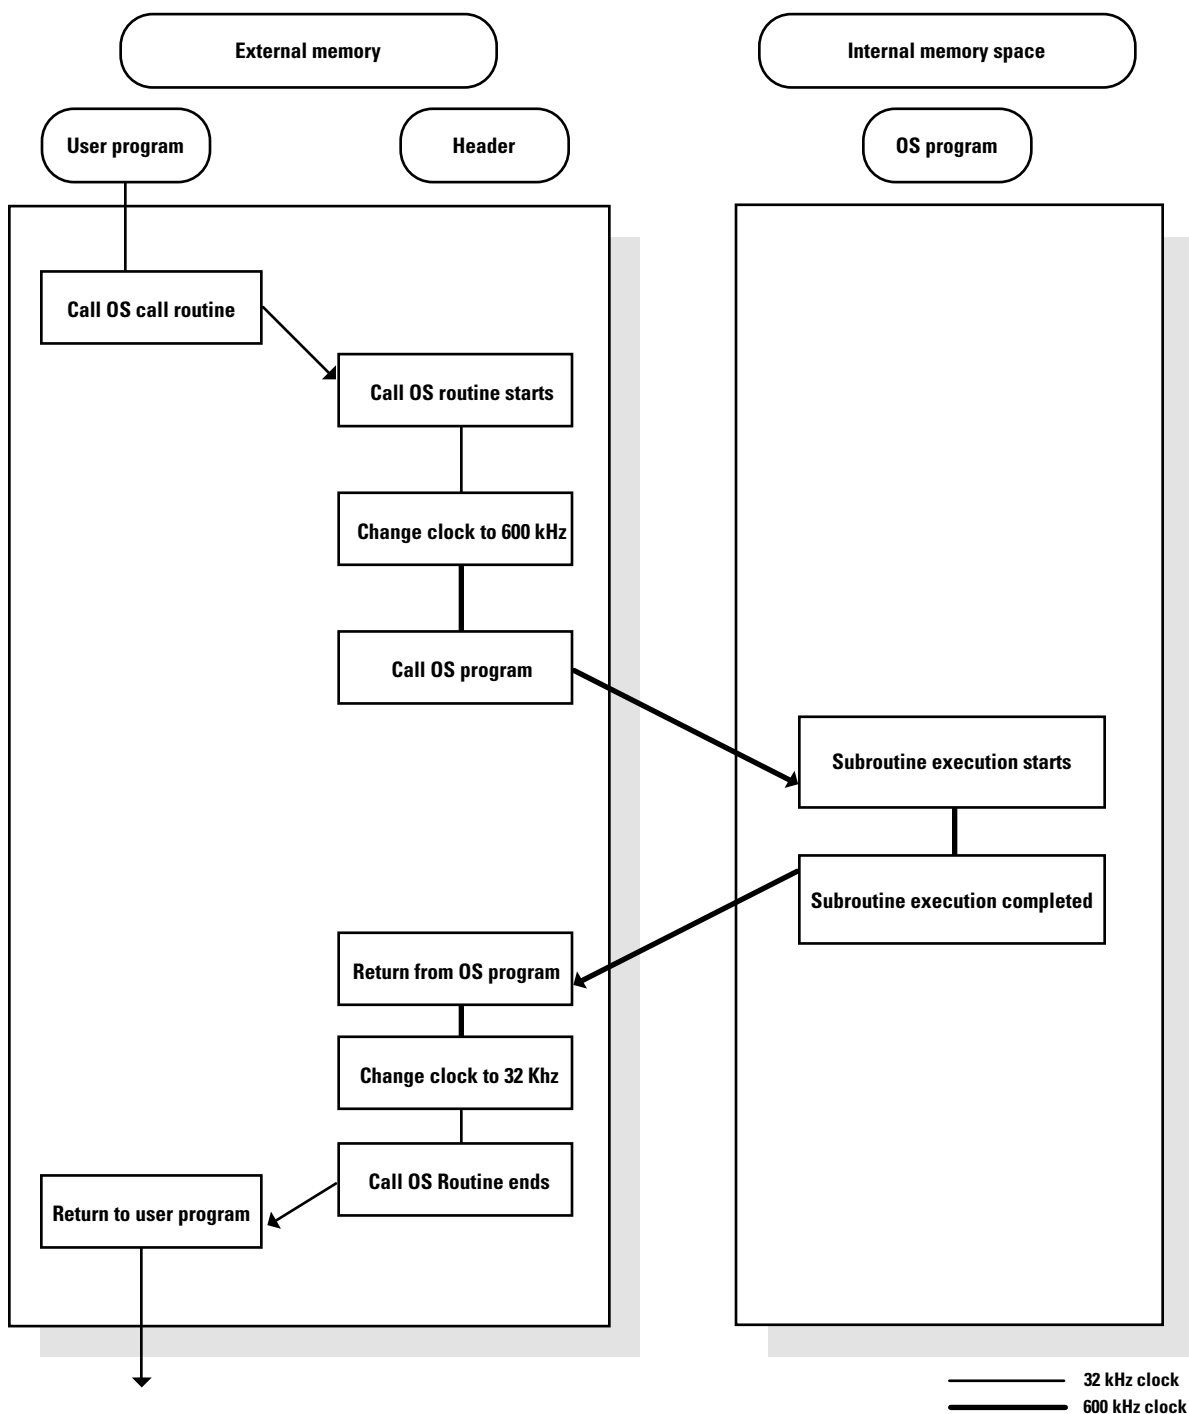 External memory
Internal memory space
User program
Header
OS program
Call OS call routine
Call OS routine starts
Change clock to 600 kHz
Call OS program
Subroutine execution starts
Subroutine execution completed
Return from OS program
Change clock to 32 Khz
Call OS Routine ends
Return to user program
32 kHz clock
600 kHz clock